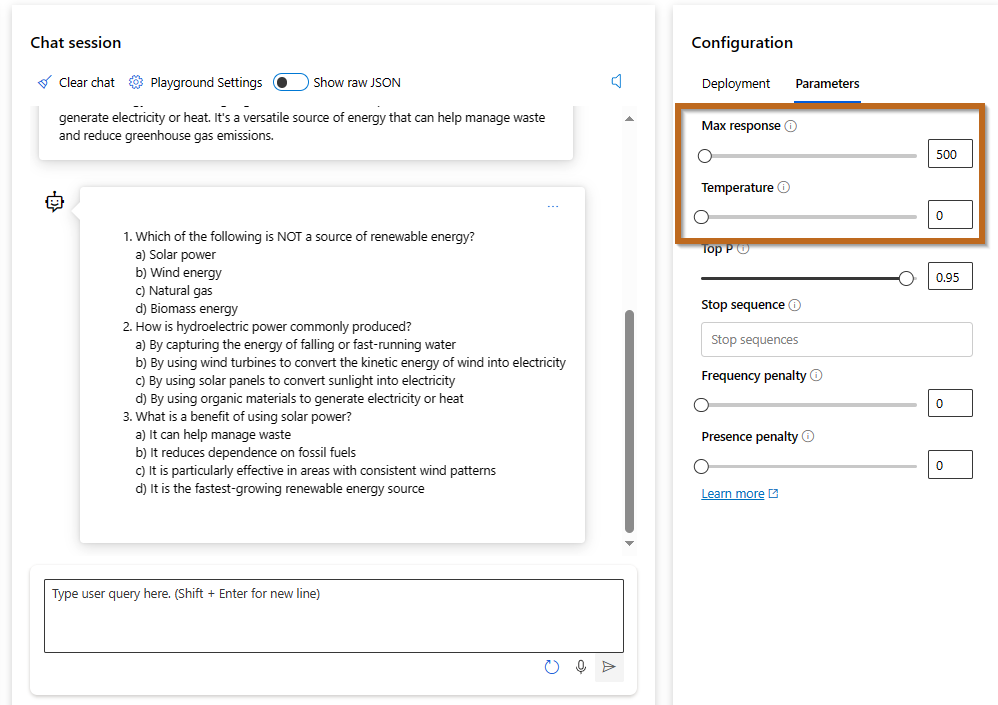 Chat session
Clear chat
Playground Settings
Show raw JSON
generate electricity or heat. It's a versatile source of energy that can help manage waste
and reduce greenhouse gas emissions.
...
1. Which of the following is NOT a source of renewable energy?
a) Solar power
b) Wind energy
c) Natural gas
d) Biomass energy
2. How is hydroelectric power commonly produced?
a) By capturing the energy of falling or fast-running water
b) By using wind turbines to convert the kinetic energy of wind into electricity
c) By using solar panels to convert sunlight into electricity
d) By using organic materials to generate electricity or heat
3. What is a benefit of using solar power?
a) It can help manage waste
b) It reduces dependence on fossil fuels
c) It is particularly effective in areas with consistent wind patterns
d) It is the fastest-growing renewable energy source
Type user query here. (Shift + Enter for new line)
Configuration
Deployment
Parameters
Max response
500
Temperature
0
Top P
0.95
Stop sequence
Stop sequences
Frequency penalty
0
Presence penalty
0
Learn more